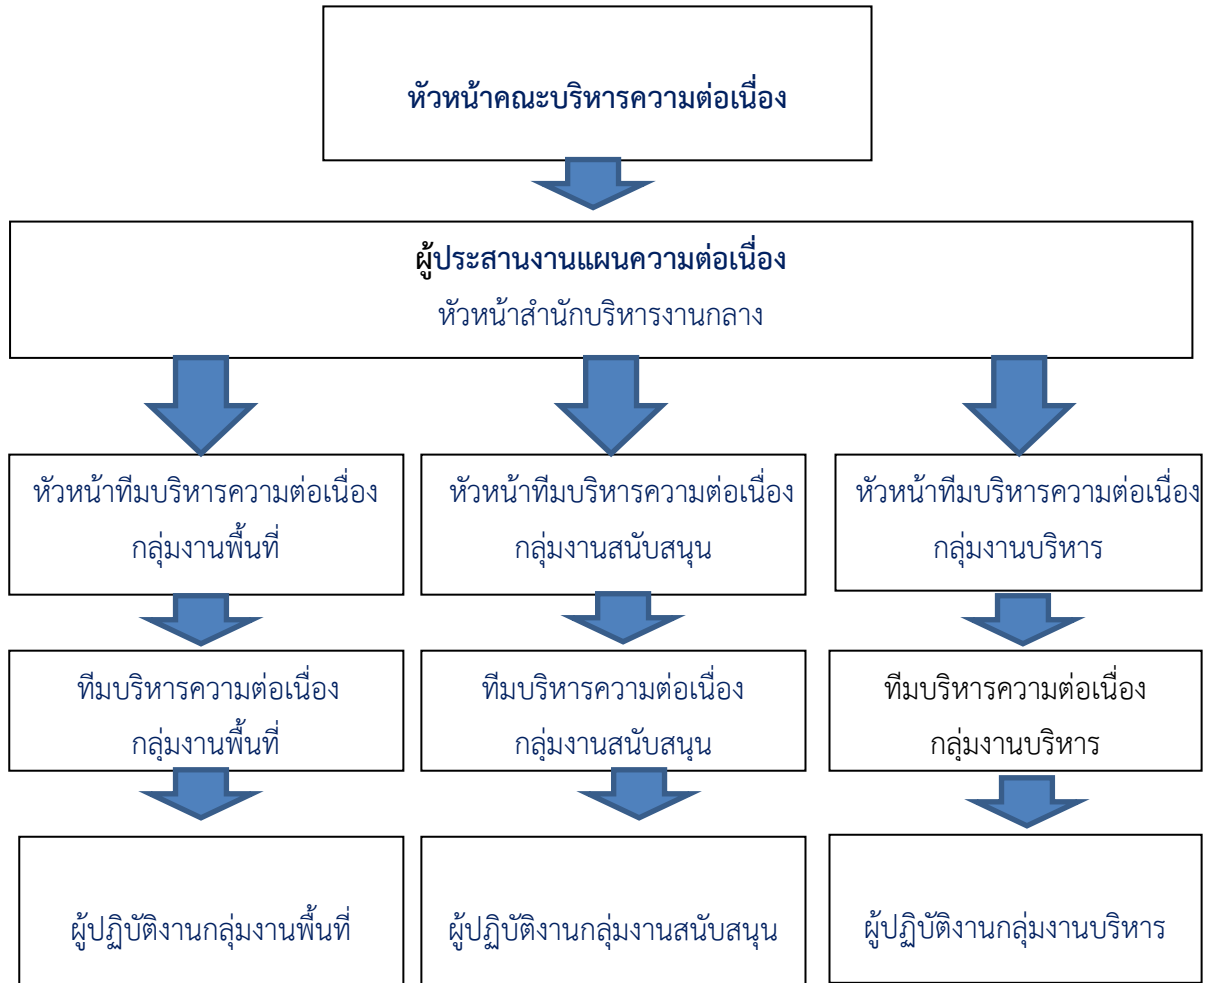 หัวหน้าคณะบริหารความต่อเนื่อง
ผู้ประสานงานแผนความต่อเนื่อง
หัวหน้าสำนักบริหารงานกลาง
หัวหน้าทีมบริหารความต่อเนื่อง
กลุ่มงานพื้นที่
หัวหน้าทีมบริหารความต่อเนื่อง
กลุ่มงานสนับสนุน
หัวหน้าทีมบริหารความต่อเนื่อง
กลุ่มงานบริหาร
ทีมบริหารความต่อเนื่อง
กลุ่มงานพื้นที่
ทีมบริหารความต่อเนื่อง
กลุ่มงานสนับสนุน
ทีมบริหารความต่อเนื่อง
กลุ่มงานบริหาร
ผู้ปฏิบัติงานกลุ่มงานพื้นที่
ผู้ปฏิบัติงานกลุ่มงานสนับสนุน
ผู้ปฏิบัติงานกลุ่มงานบริหาร